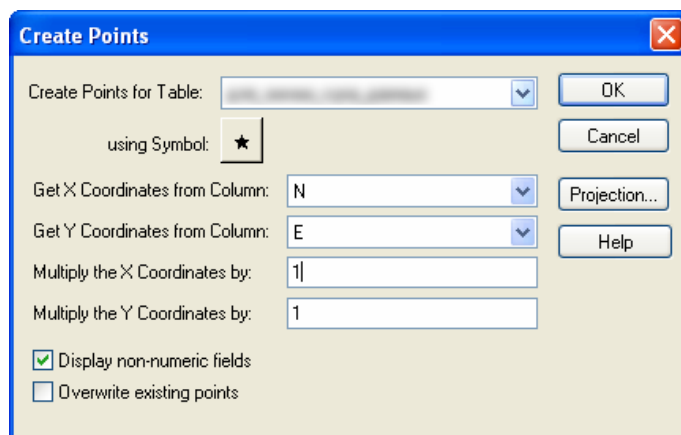 Create Points
Create Points for Table:
OK
using Symbol:
Cancel
Get X Coordinates from Column: N
Projection...
Get Y Coordinates from Column: E
Help
Multiply the X Coordinates by: 1
Multiply the Y Coordinates by: 1
Display non-numeric fields
Overwrite existing points